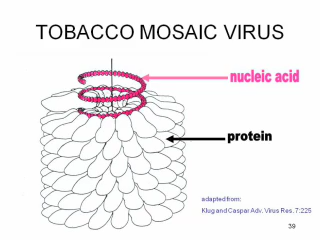 TOBACCO MOSAIC VIRUS
nucleic acid
protein
adapted from:
Klug and Caspar Adv. Virus Res. 7:225
39